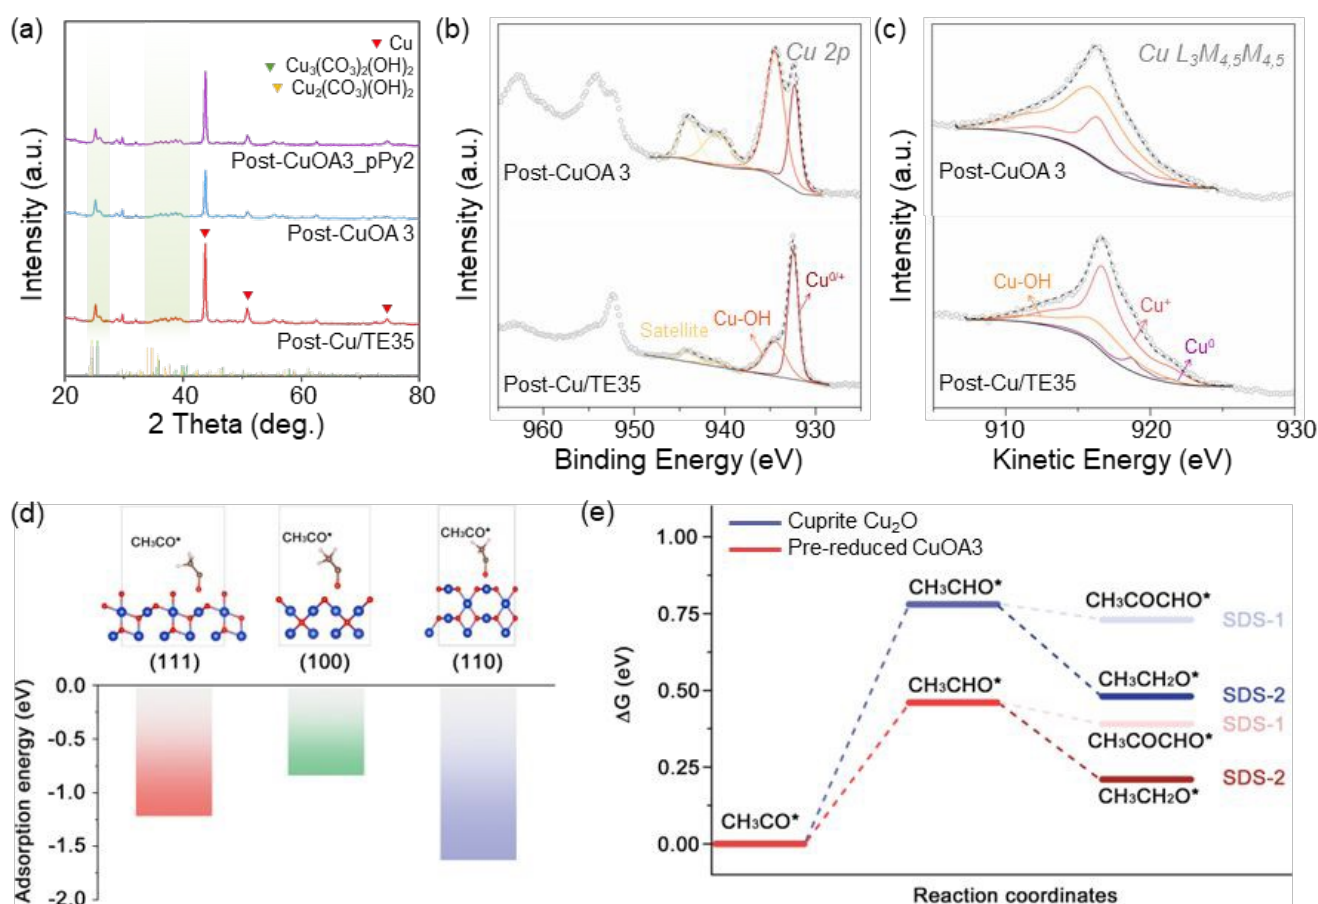 (a)
Cu
Cu₃(CO₃)₂(OH)₂
Cu₂(CO₃)(OH)₂
Post-CuOA3_pPy2
Post-CuOA 3
Post-Cu/TE35
Intensity (a.u.)
20 40 60 80
2 Theta (deg.)
(b)
Cu 2p
Post-CuOA 3
Cu⁰/⁺
Cu-OH
Satellite
Post-Cu/TE35
Intensity (a.u.)
960 950 940 930
Binding Energy (eV)
(c)
Cu L₃M₄,₅M₄,₅
Post-CuOA 3
Cu-OH
Cu⁺
Cu⁰
Post-Cu/TE35
Intensity (a.u.)
910 920 930
Kinetic Energy (eV)
(d)
CH₃CO* CH₃CO* CH₃CO*
(111) (100) (110)
Adsorption energy (eV)
0.0
-0.5
-1.0
-1.5
-2.0
(e)
Cuprite Cu₂O
Pre-reduced CuOA3
ΔG (eV)
1.00
0.75
0.50
0.25
0.00
CH₃CHO*
CH₃COCHO*
SDS-1
CH₃CH₂O*
SDS-2
CH₃CHO*
SDS-1
CH₃COCHO*
SDS-2
CH₃CH₂O*
CH₃CO*
Reaction coordinates